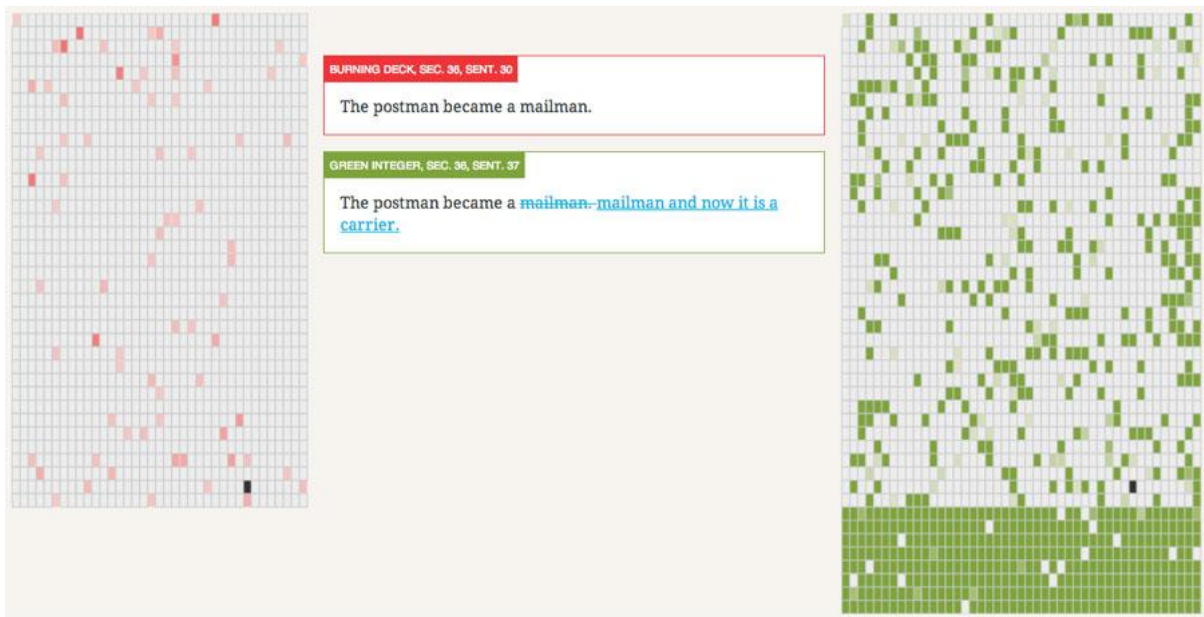 BURNING DECK, SEC. 36, SENT. 30
The postman became a mailman.
GREEN INTEGER, SEC. 36, SENT. 37
The postman became a mailman. mailman and now it is a
carrier.